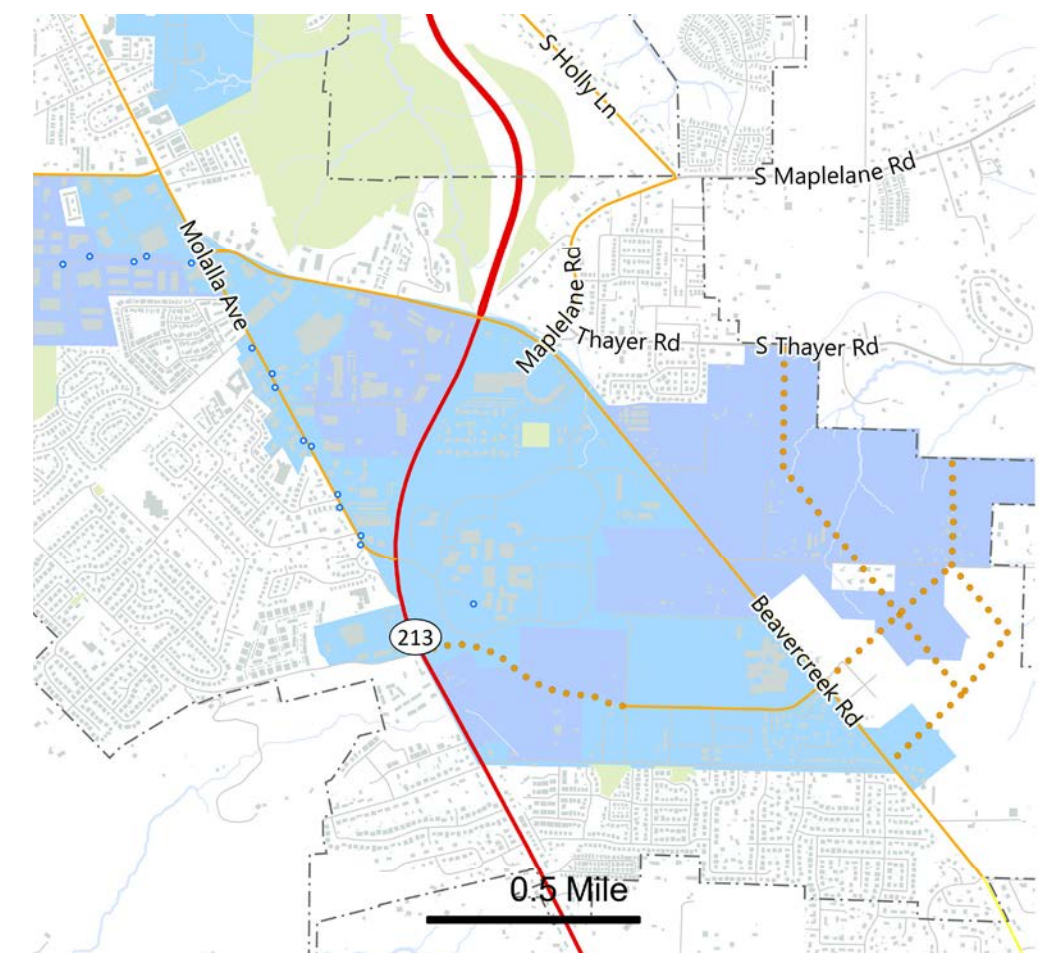 S Holly Ln
S Maplelane Rd
Molalla Ave
Maplelane Rd
Thayer Rd
S Thayer Rd
213
Beavercreek Rd
0.5 Mile